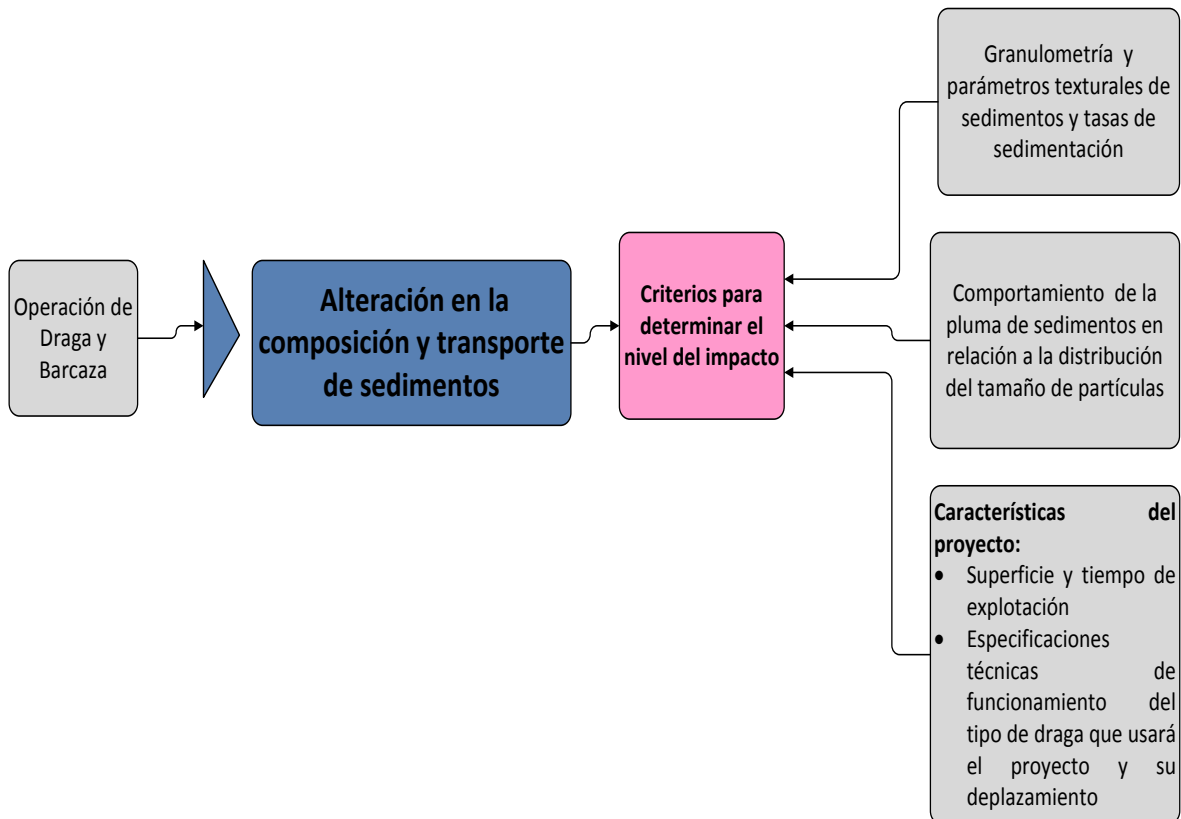 Operación de
Draga y
Barcaza
Alteración en la
composición y transporte
de sedimentos
Criterios para
determinar el
nivel del impacto
Granulometría y
parámetros texturales de
sedimentos y tasas de
sedimentación
Comportamiento de la
pluma de sedimentos en
relación a la distribución
del tamaño de partículas
Características del
proyecto:
• Superficie y tiempo de
explotación
• Especificaciones
técnicas de
funcionamiento del
tipo de draga que usará
el proyecto y su
deplazamiento